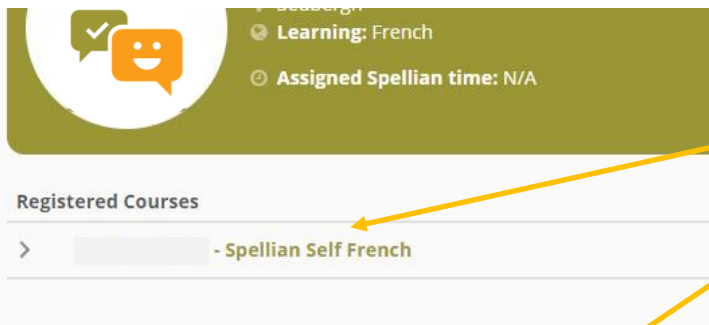 Learning: French
Assigned Spellian time: N/A
Registered Courses
- Spellian Self French